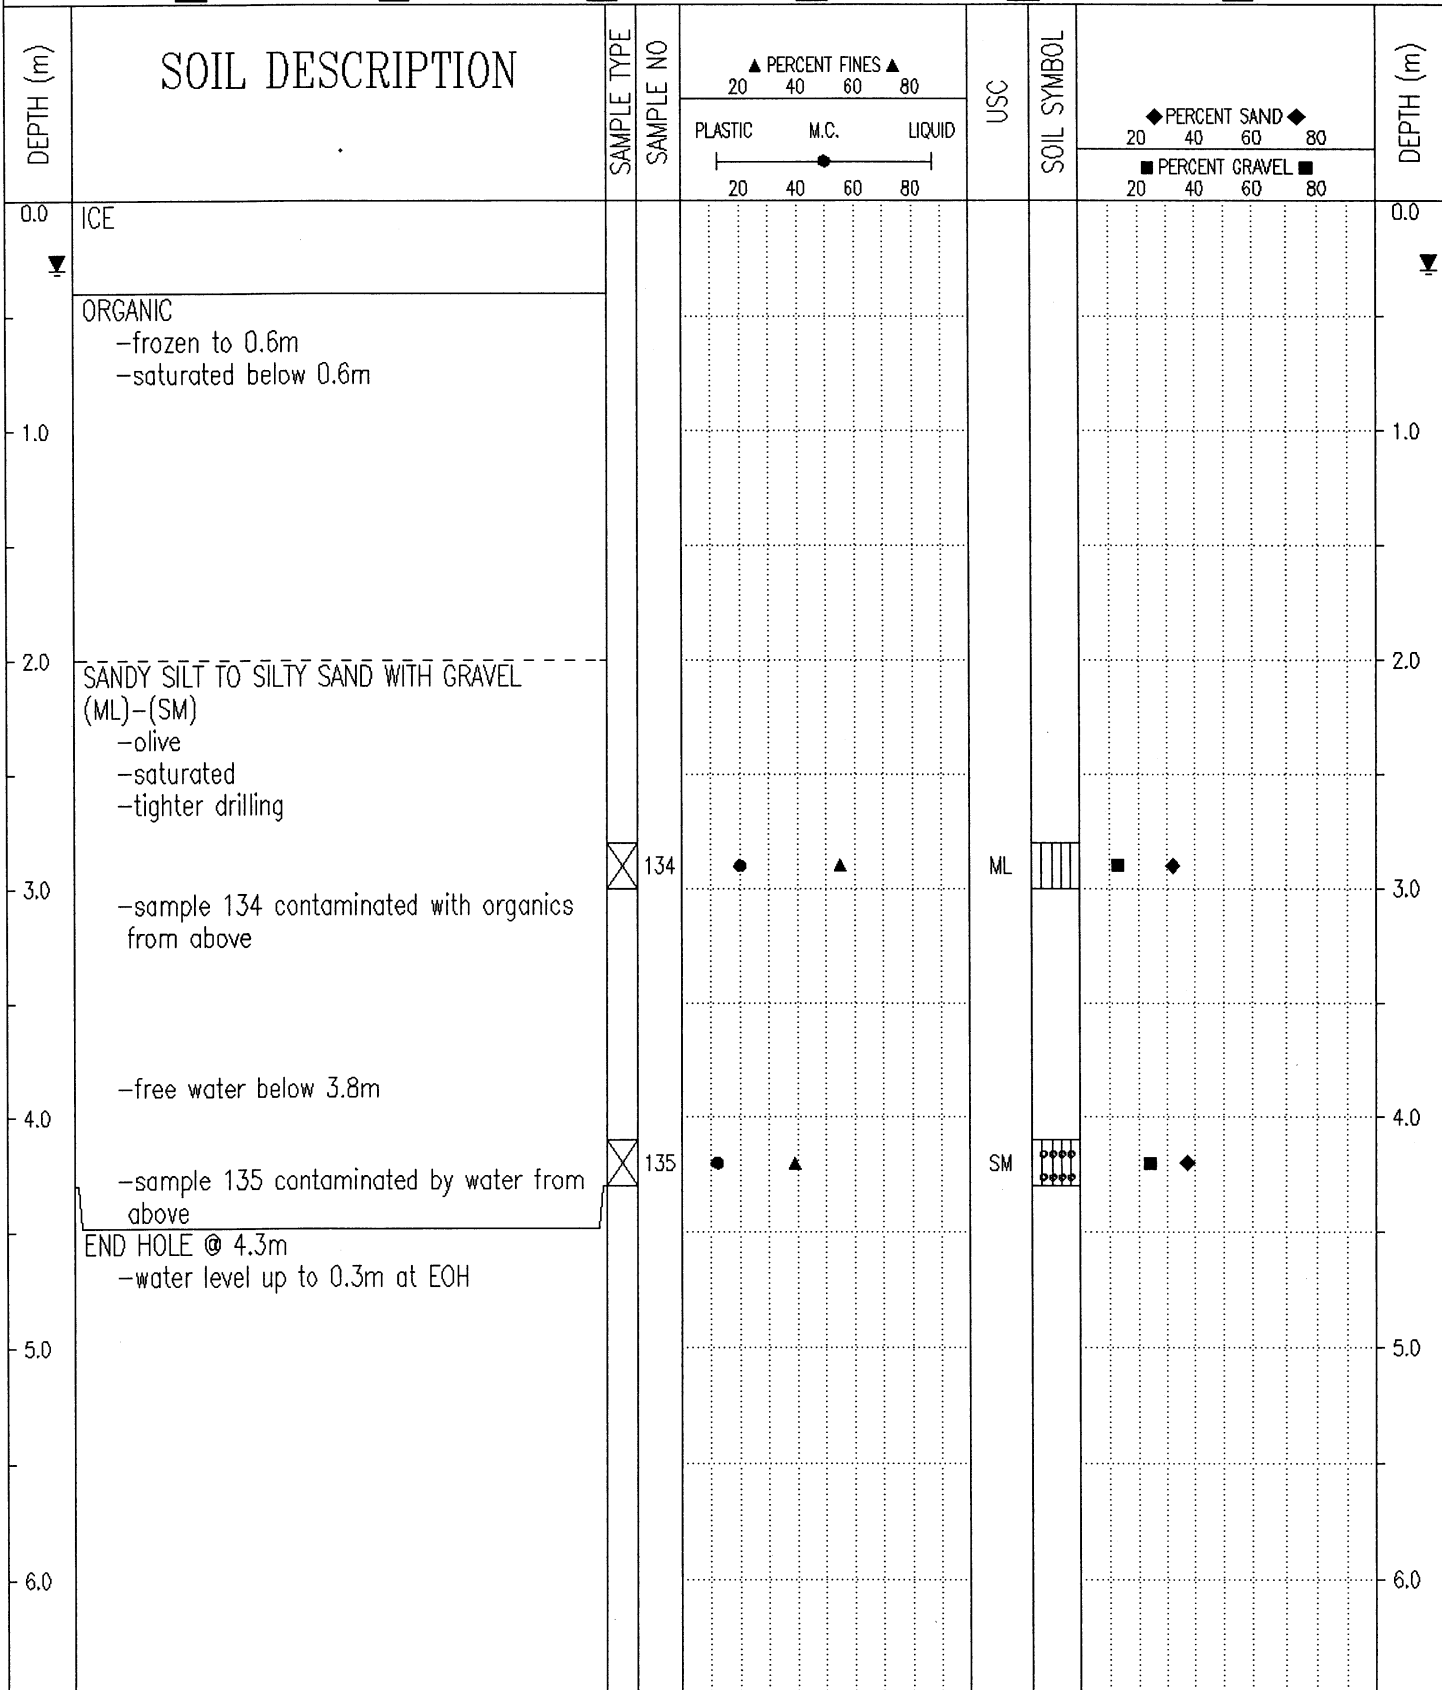 DEPTH (m)
SOIL DESCRIPTION
SAMPLE TYPE
SAMPLE NO
▲ PERCENT FINES ▲
20 40 60 80
PLASTIC M.C. LIQUID
20 40 60 80
USC
SOIL SYMBOL
◆ PERCENT SAND ◆
20 40 60 80
■ PERCENT GRAVEL ■
20 40 60 80
DEPTH (m)
0.0 ICE 0.0
ORGANIC
-frozen to 0.6m
-saturated below 0.6m
1.0 1.0
2.0 2.0
SANDY SILT TO SILTY SAND WITH GRAVEL
(ML)-(SM)
-olive
-saturated
-tighter drilling
134 ML
3.0 3.0
-sample 134 contaminated with organics
from above
-free water below 3.8m
4.0 4.0
135 SM
-sample 135 contaminated by water from
above
END HOLE @ 4.3m
-water level up to 0.3m at EOH
5.0 5.0
6.0 6.0